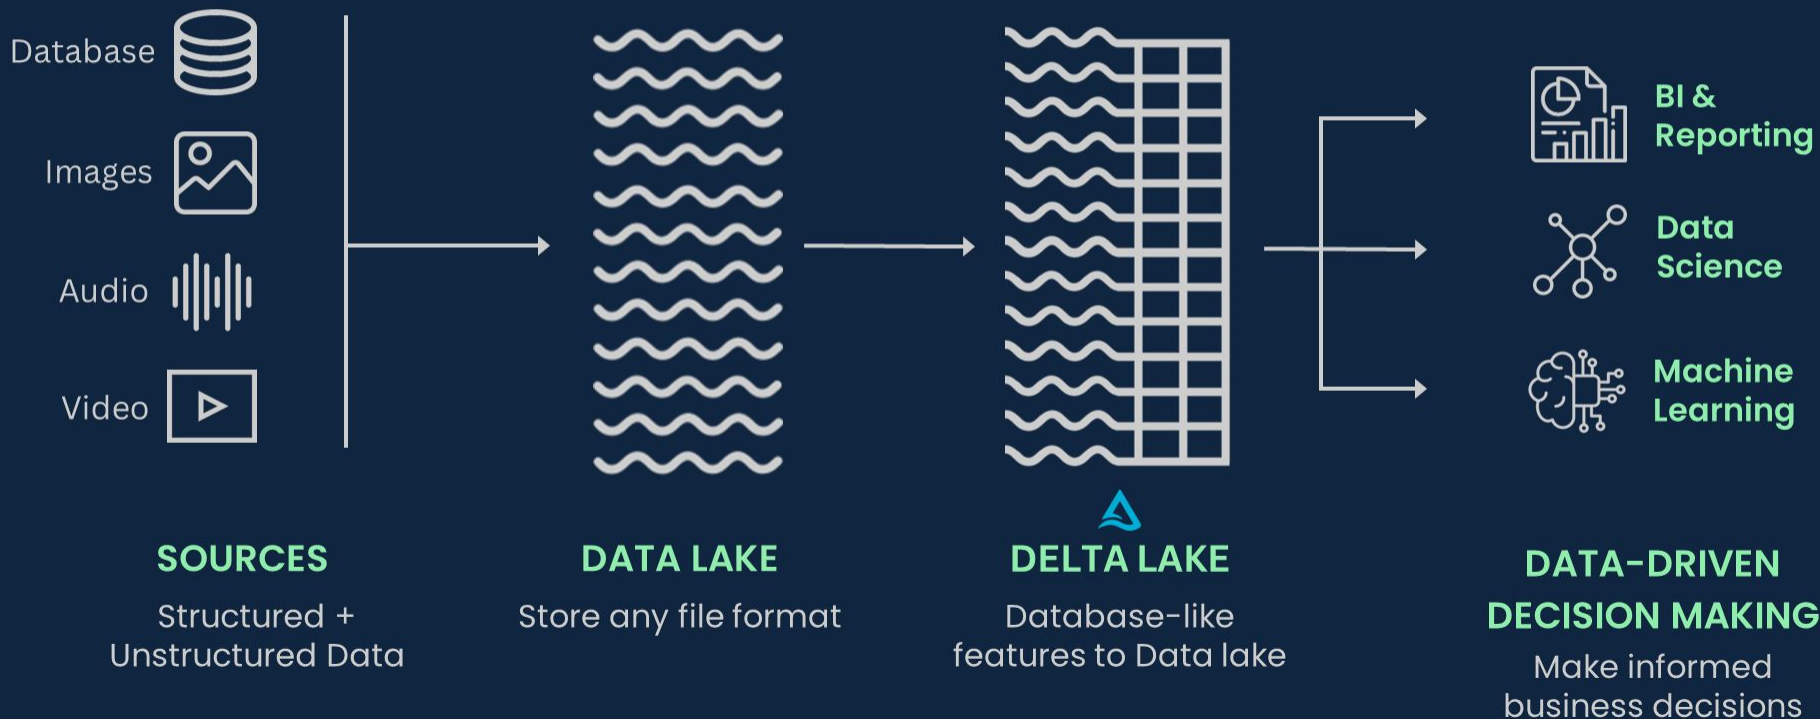 Database
Images
Audio
Video
SOURCES
Structured +
Unstructured Data
DATA LAKE
Store any file format
DELTA LAKE
Database-like
features to Data lake
BI &
Reporting
Data
Science
Machine
Learning
DATA-DRIVEN
DECISION MAKING
Make informed
business decisions